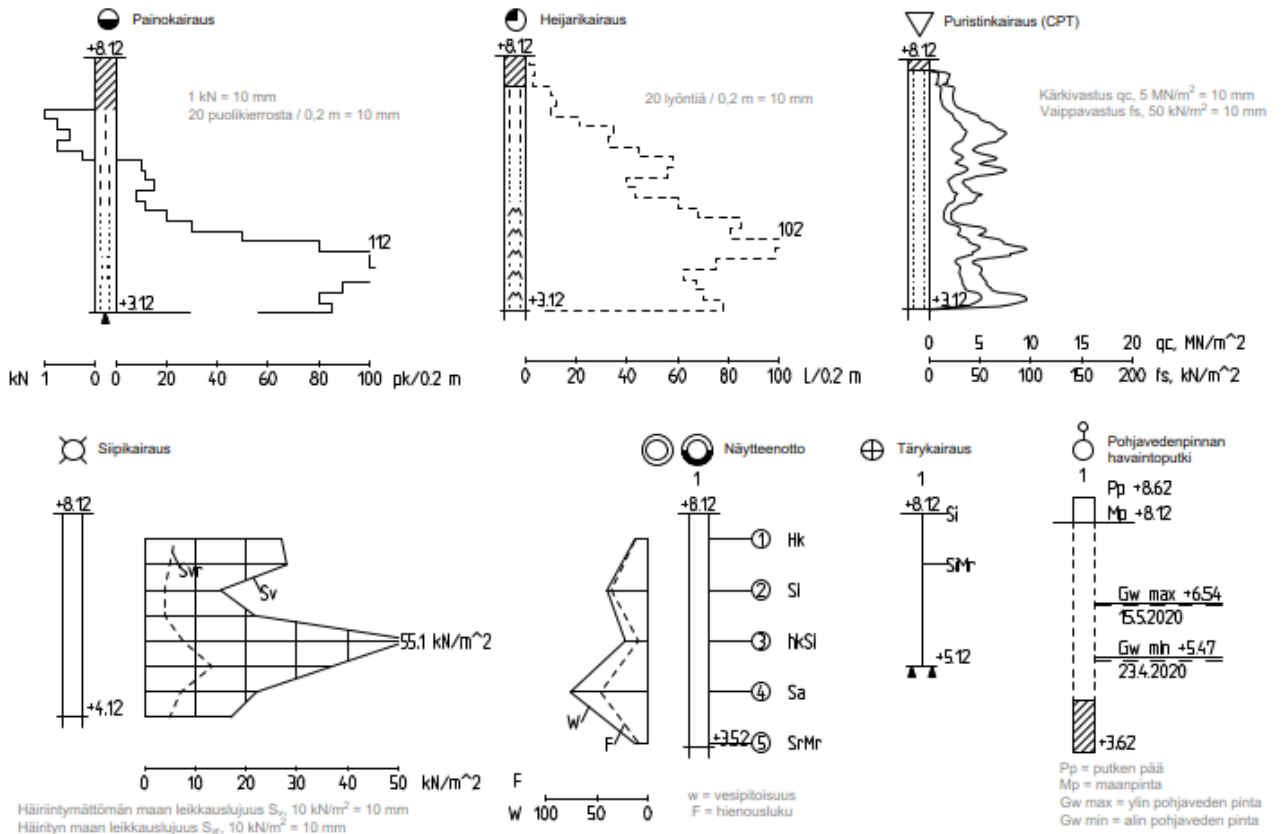 Painokairaus
+8.12
1 kN = 10 mm
20 puolikierrosta / 0,2 m = 10 mm
112
+3.12
kN 1 0 0 20 40 60 80 100 pk/0.2 m
Heijarikairaus
+8.12
20 lyöntiä / 0,2 m = 10 mm
102
+3.12
0 20 40 60 80 100 L/0.2 m
Puristinkairaus (CPT)
+8.12
Kärkivastus qc, 5 MN/m² = 10 mm
Vaippavastus fs, 50 kN/m² = 10 mm
+3.12
0 5 10 15 20 qc, MN/m^2
0 50 100 150 200 fs, kN/m^2
Siipikairaus
+8.12
Svr
Sv
55.1 kN/m^2
+4.12
0 10 20 30 40 50 kN/m^2
Häiriintymättömän maan leikkauslujuus Sv, 10 kN/m² = 10 mm
Häirityn maan leikkauslujuus Svr, 10 kN/m² = 10 mm
Näytteenotto
1
+8.12
1 Hk
2 Si
3 hkSi
4 Sa
W
F
+3.52 5 SrMr
F
W 100 0
w = vesipitoisuus
F = hienousluku
Tärykairaus
1
+8.12 Si
SiMr
+5.12
Pohjavedenpinnan
havaintoputki
1
Pp +8.62
Mp +8.12
Gw max +6.54
15.5.2020
Gw min +5.47
23.4.2020
+3.62
Pp = putken pää
Mp = maanpinta
Gw max = ylin pohjaveden pinta
Gw min = alin pohjaveden pinta